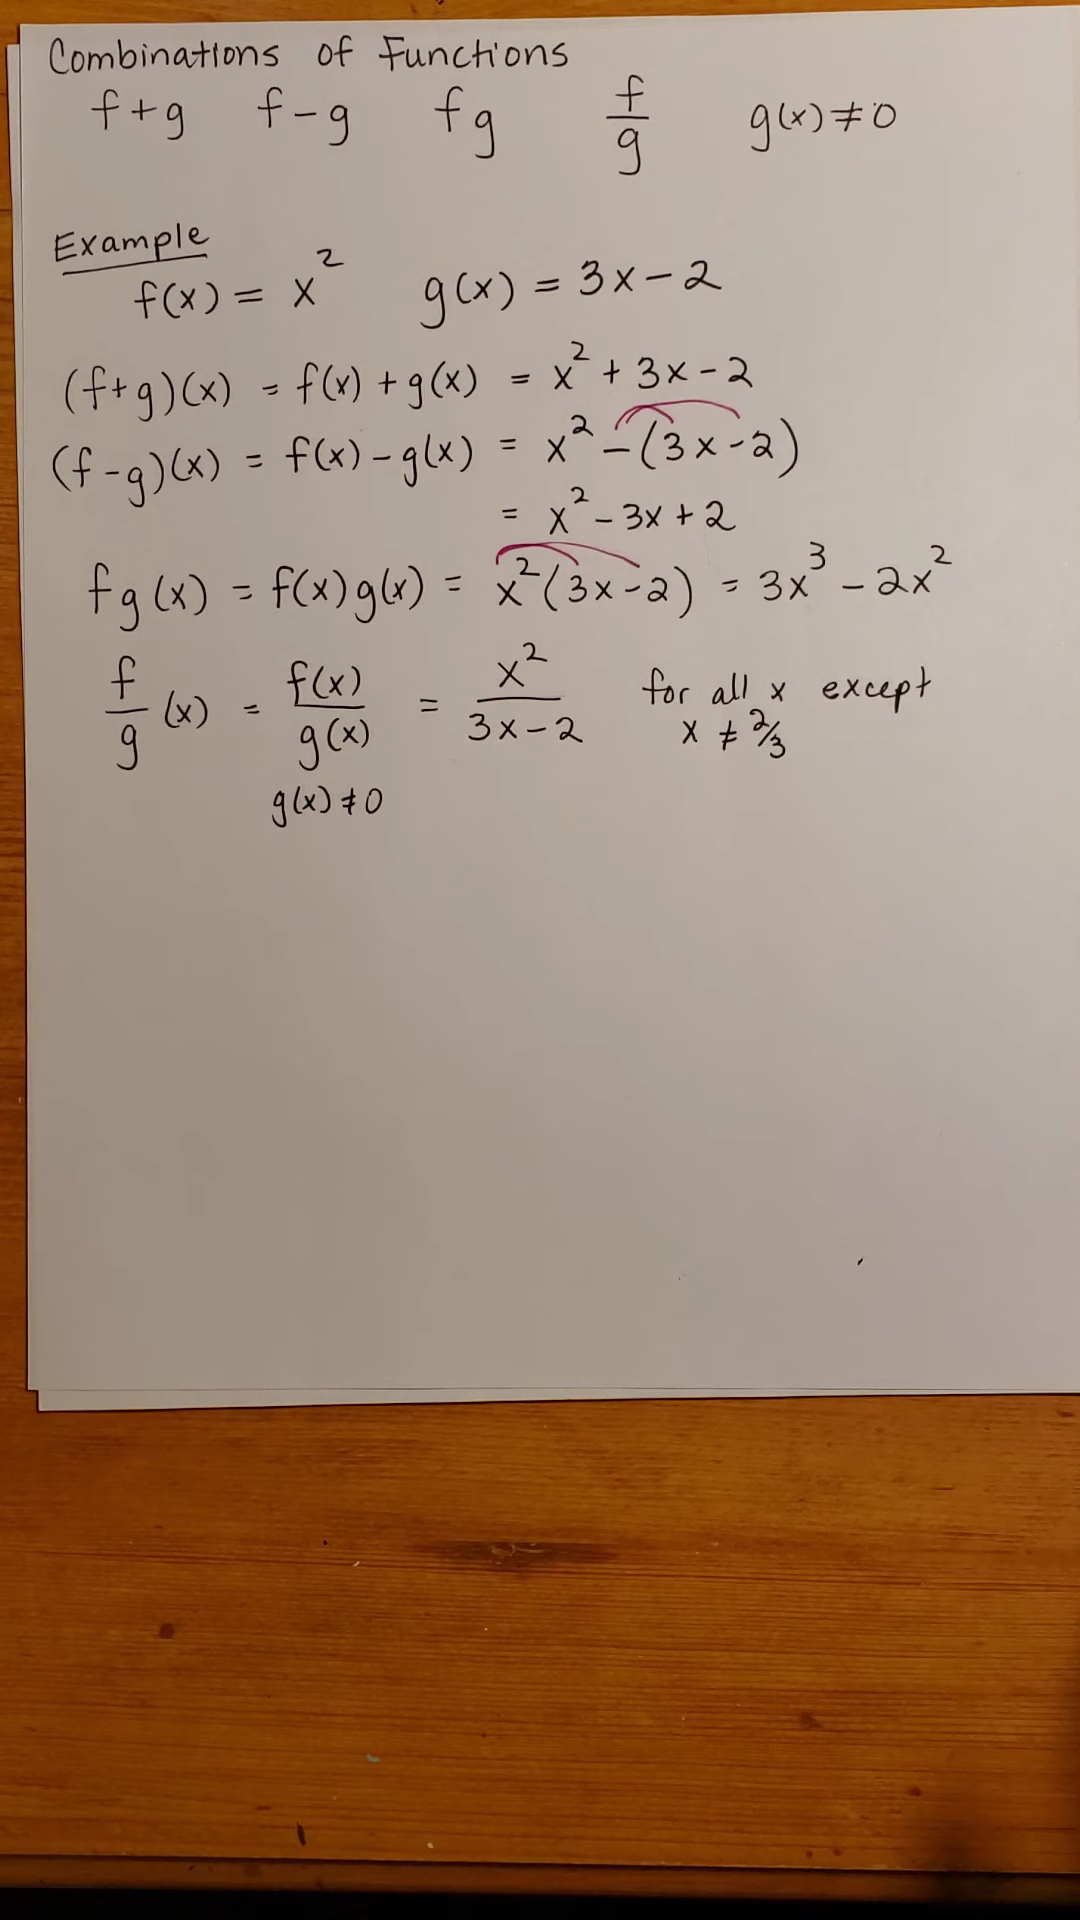 Combinations of Functions
f+g f-g fg f/g g(x)≠0
Example
f(x) = x² g(x) = 3x-2
(f+g)(x) = f(x)+g(x) = x²+3x-2
(f-g)(x) = f(x)-g(x) = x²-(3x-2)
= x²-3x+2
fg(x) = f(x)g(x) = x²(3x-2) = 3x³-2x²
f/g (x) = f(x)/g(x) = x²/(3x-2) for all x except
x ≠ 2/3
g(x)≠0